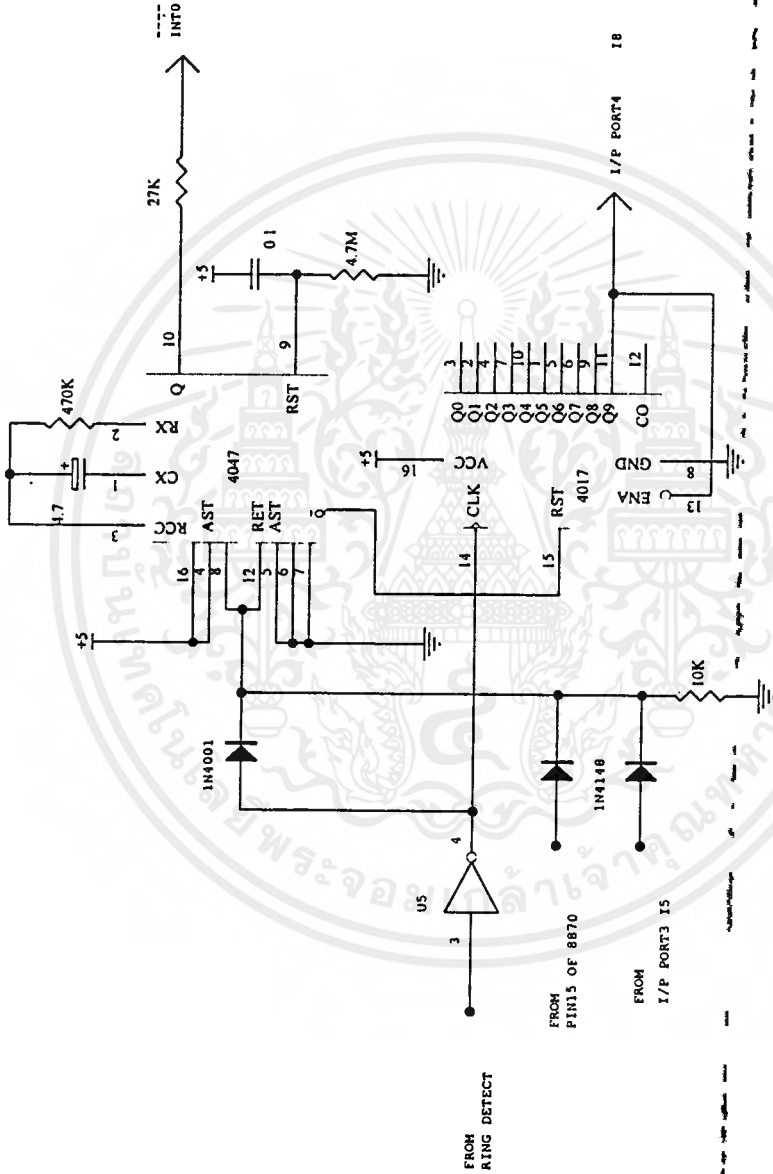 INT0
27K
10
Q
+5
0 1
4.7M
9
RST
470K
2
RX
4.7
+
1
CX
3
RCC
4047
+5
16
4
8
AST
12
5
6
7
RET
AST
Q
1N4001
+5
16
VCC
14
CLK
15
RST
4017
3
2
4
7
10
1
5
6
9
11
12
Q0
Q1
Q2
Q3
Q4
Q5
Q6
Q7
Q8
Q9
CO
GND
8
ENA
13
I/P PORT4 I8
10K
1N4148
U5
3
4
FROM
RING DETECT
FROM
PIN15 OF 8870
FROM
I/P PORT3 I5